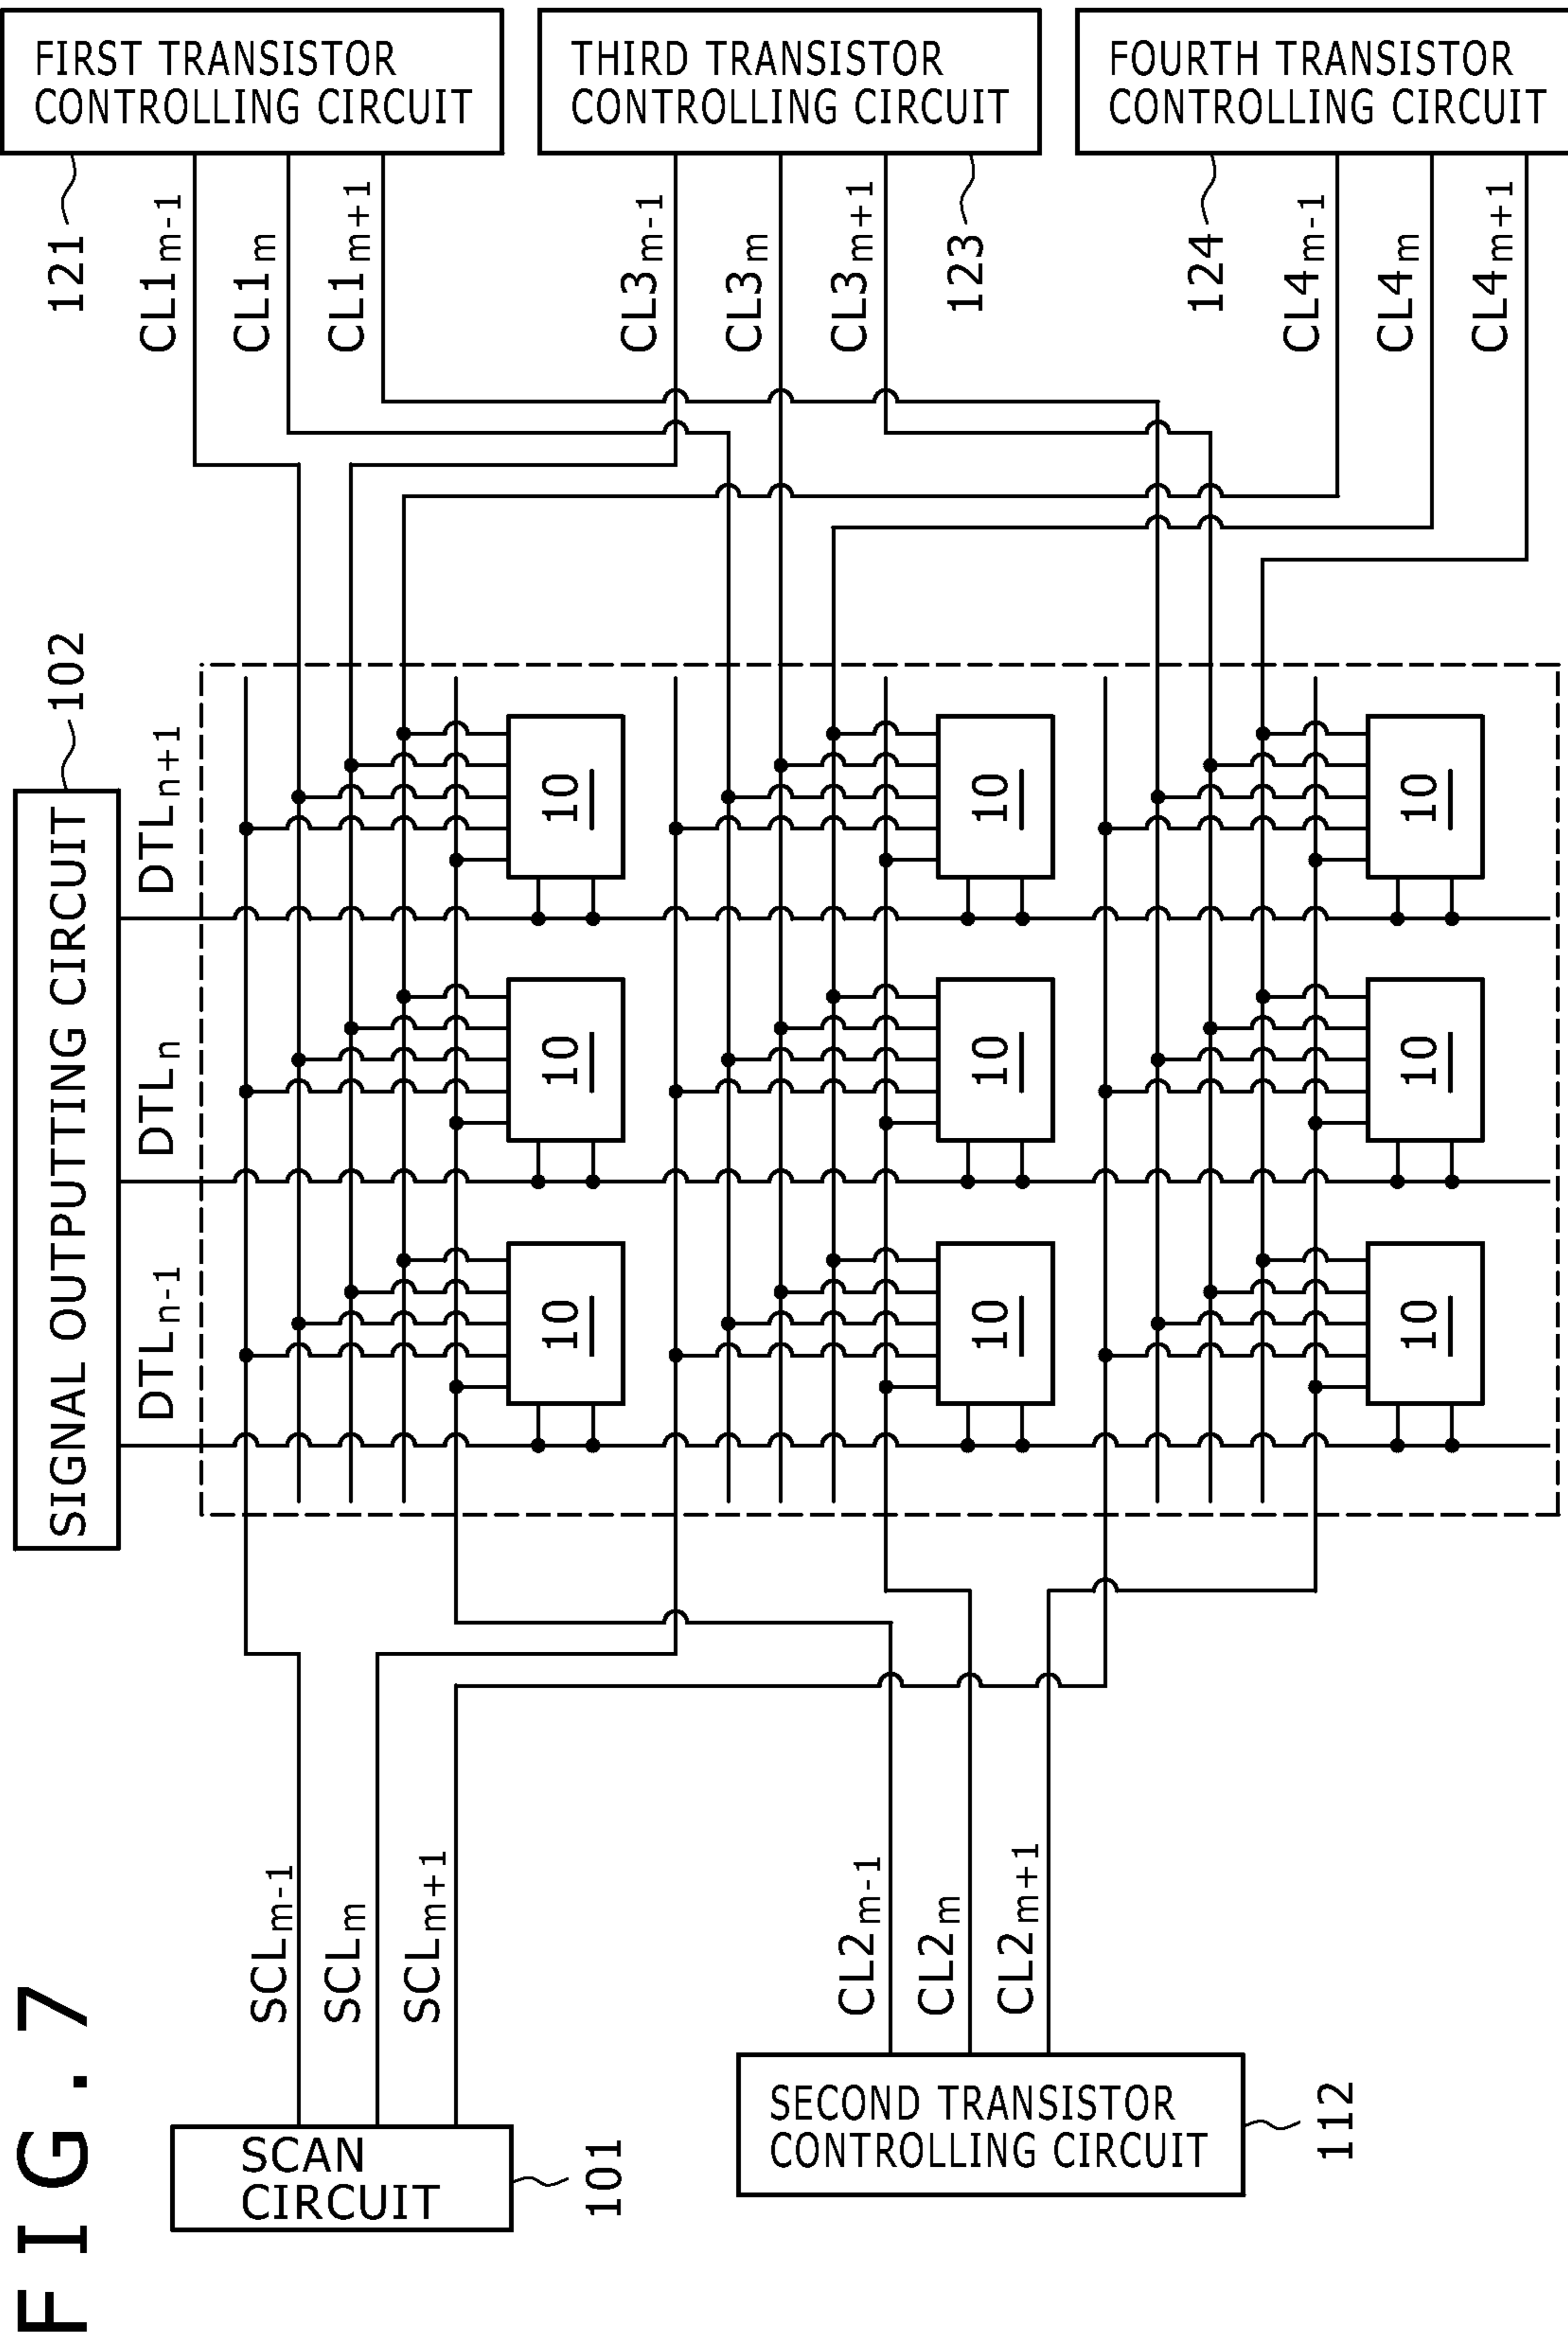 FIG.7
SIGNAL OUTPUTTING CIRCUIT
102
DTLn-1
DTLn
DTLn+1
SCAN
CIRCUIT
101
SCLm-1
SCLm
SCLm+1
SECOND TRANSISTOR
CONTROLLING CIRCUIT
112
CL2m-1
CL2m
CL2m+1
10
10
10
10
10
10
10
10
10
FIRST TRANSISTOR
CONTROLLING CIRCUIT
121
CL1m-1
CL1m
CL1m+1
THIRD TRANSISTOR
CONTROLLING CIRCUIT
123
CL3m-1
CL3m
CL3m+1
FOURTH TRANSISTOR
CONTROLLING CIRCUIT
124
CL4m-1
CL4m
CL4m+1